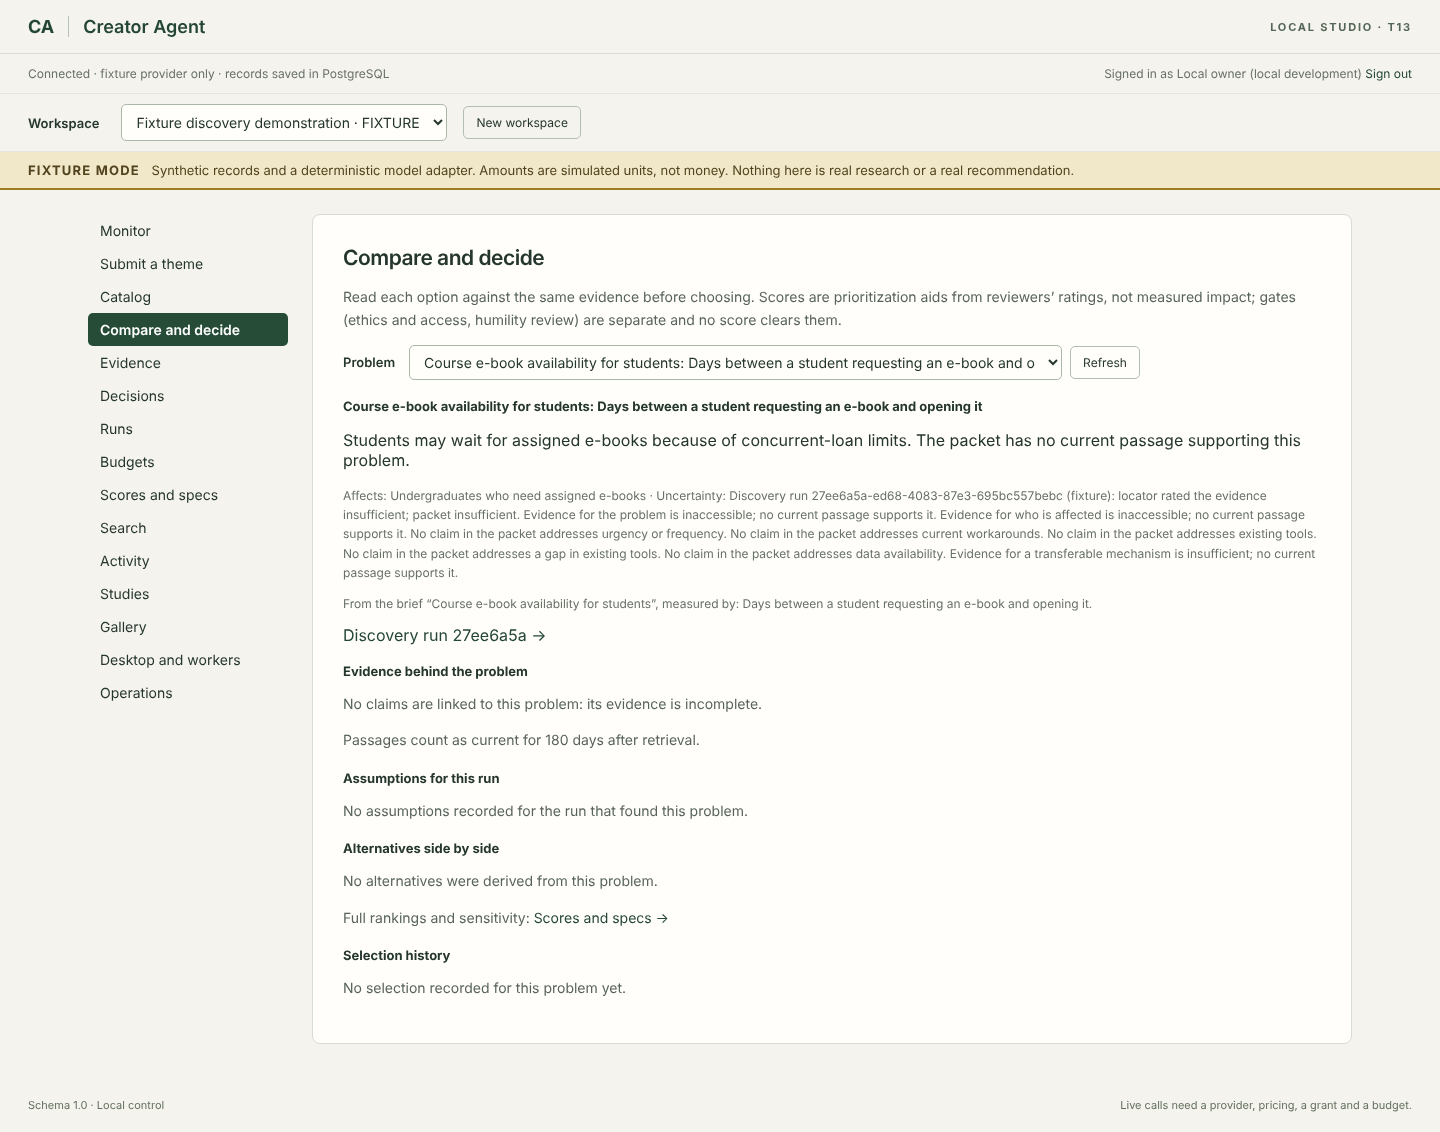 CA Creator Agent
LOCAL STUDIO · T13
Connected · fixture provider only · records saved in PostgreSQL
Signed in as Local owner (local development) Sign out
Workspace
Fixture discovery demonstration · FIXTURE
New workspace
FIXTURE MODE Synthetic records and a deterministic model adapter. Amounts are simulated units, not money. Nothing here is real research or a real recommendation.
Monitor
Submit a theme
Catalog
Compare and decide
Evidence
Decisions
Runs
Budgets
Scores and specs
Search
Activity
Studies
Gallery
Desktop and workers
Operations
Compare and decide
Read each option against the same evidence before choosing. Scores are prioritization aids from reviewers’ ratings, not measured impact; gates
(ethics and access, humility review) are separate and no score clears them.
Problem
Course e-book availability for students: Days between a student requesting an e-book and o
Refresh
Course e-book availability for students: Days between a student requesting an e-book and opening it
Students may wait for assigned e-books because of concurrent-loan limits. The packet has no current passage supporting this
problem.
Affects: Undergraduates who need assigned e-books · Uncertainty: Discovery run 27ee6a5a-ed68-4083-87e3-695bc557bebc (fixture): locator rated the evidence
insufficient; packet insufficient. Evidence for the problem is inaccessible; no current passage supports it. Evidence for who is affected is inaccessible; no current passage
supports it. No claim in the packet addresses urgency or frequency. No claim in the packet addresses current workarounds. No claim in the packet addresses existing tools.
No claim in the packet addresses a gap in existing tools. No claim in the packet addresses data availability. Evidence for a transferable mechanism is insufficient; no current
passage supports it.
From the brief “Course e-book availability for students”, measured by: Days between a student requesting an e-book and opening it.
Discovery run 27ee6a5a →
Evidence behind the problem
No claims are linked to this problem: its evidence is incomplete.
Passages count as current for 180 days after retrieval.
Assumptions for this run
No assumptions recorded for the run that found this problem.
Alternatives side by side
No alternatives were derived from this problem.
Full rankings and sensitivity: Scores and specs →
Selection history
No selection recorded for this problem yet.
Schema 1.0 · Local control
Live calls need a provider, pricing, a grant and a budget.